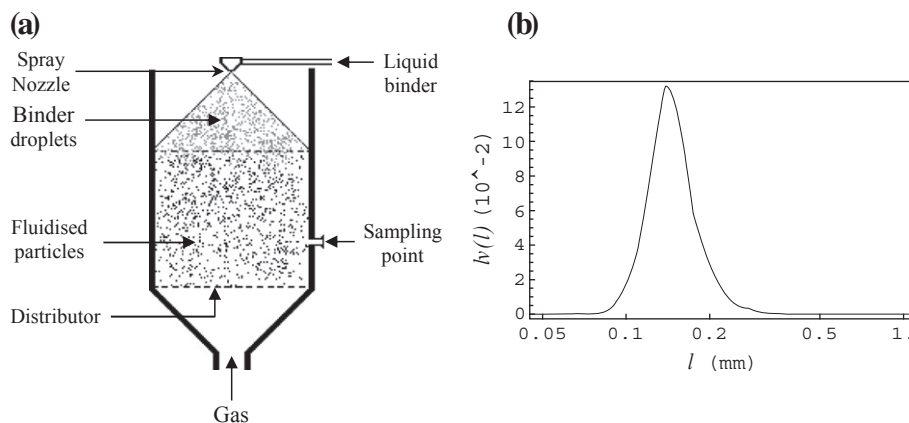 (a)
Spray
Nozzle
Liquid
binder
Binder
droplets
Fluidised
particles
Sampling
point
Distributor
Gas
(b)
12
10
8
6
4
2
0
lv(l) (10^-2)
0.05 0.1 0.2 0.5 1.
l (mm)